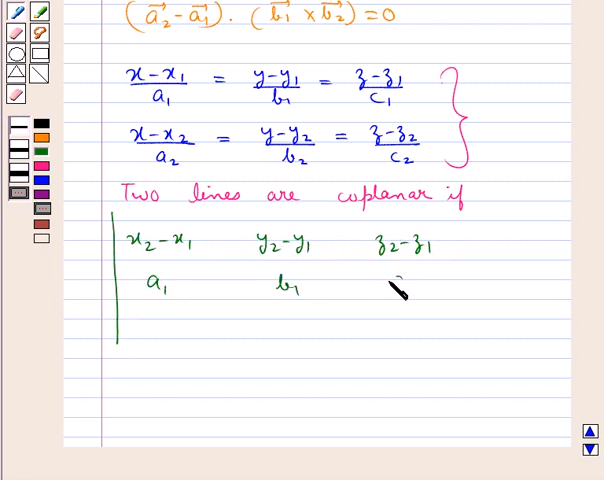 (a₂⃗ − a₁⃗) . (b₁⃗ × b₂⃗) = 0
(x − x₁)/a₁ = (y − y₁)/b₁ = (z − z₁)/c₁
(x − x₂)/a₂ = (y − y₂)/b₂ = (z − z₂)/c₂ }
Two lines are coplanar if
| x₂ − x₁ y₂ − y₁ z₂ − z₁
a₁ b₁